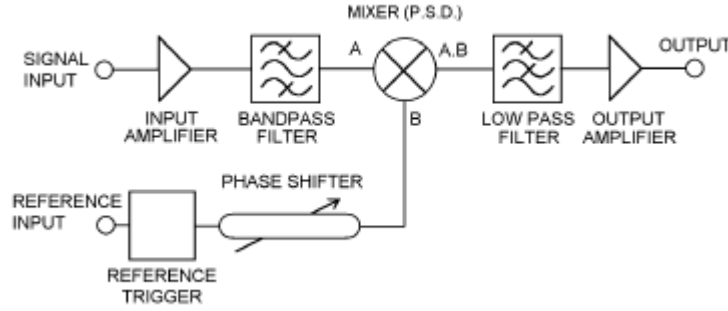 MIXER (P.S.D.)
SIGNAL
INPUT
A
A.B
OUTPUT
INPUT
AMPLIFIER
BANDPASS
FILTER
B
LOW PASS
FILTER
OUTPUT
AMPLIFIER
PHASE SHIFTER
REFERENCE
INPUT
REFERENCE
TRIGGER